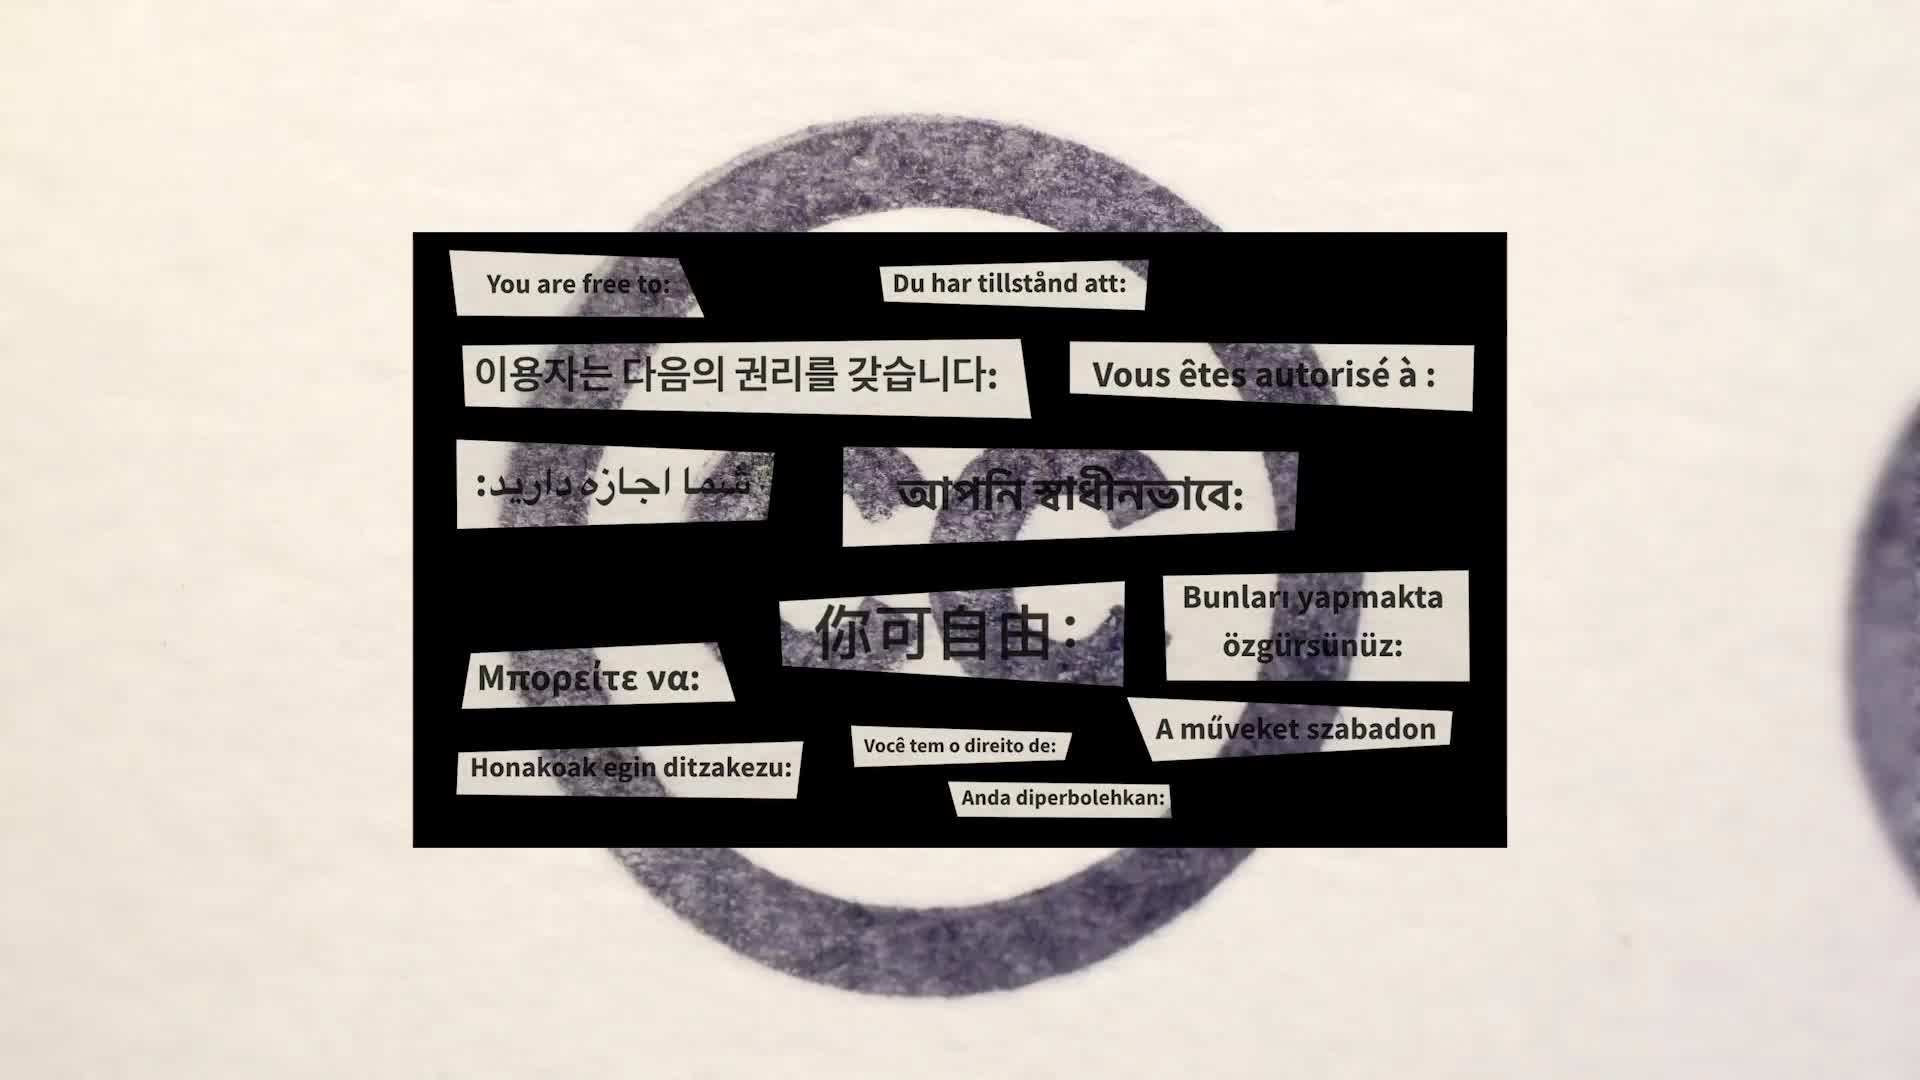 You are free to:
Du har tillstånd att:
이용자는 다음의 권리를 갖습니다:
Vous êtes autorisé à :
شما اجازه دارید:
আপনি স্বাধীনভাবে:
你可自由：
Bunları yapmakta
özgürsünüz:
Μπορείτε να:
A műveket szabadon
Você tem o direito de:
Honakoak egin ditzakezu:
Anda diperbolehkan: